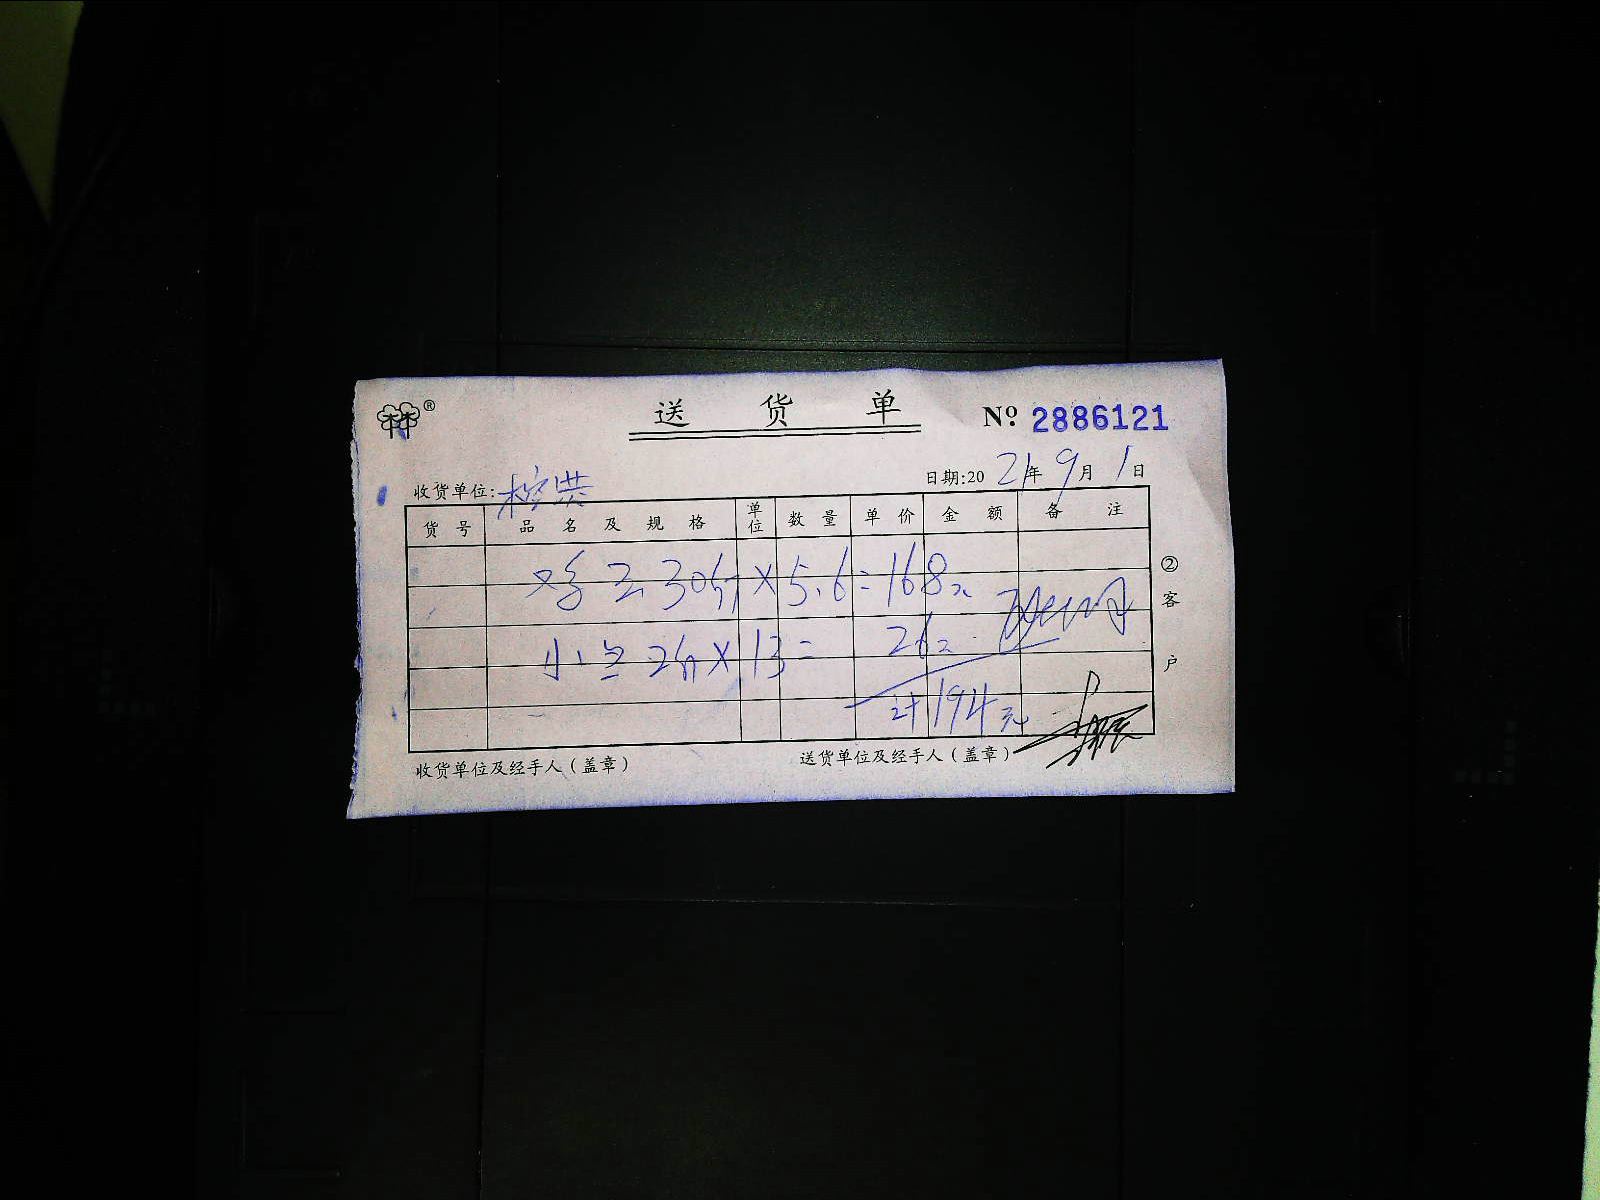 ®
送 货 单 Nº 2886121
收货单位: 日期:2021年9月1日
货号 品名及规格 单位 数量 单价 金额 备注
鸡 30斤×5.6=168元
小 2斤×13= 26元
计194元
②客户
收货单位及经手人（盖章） 送货单位及经手人（盖章）